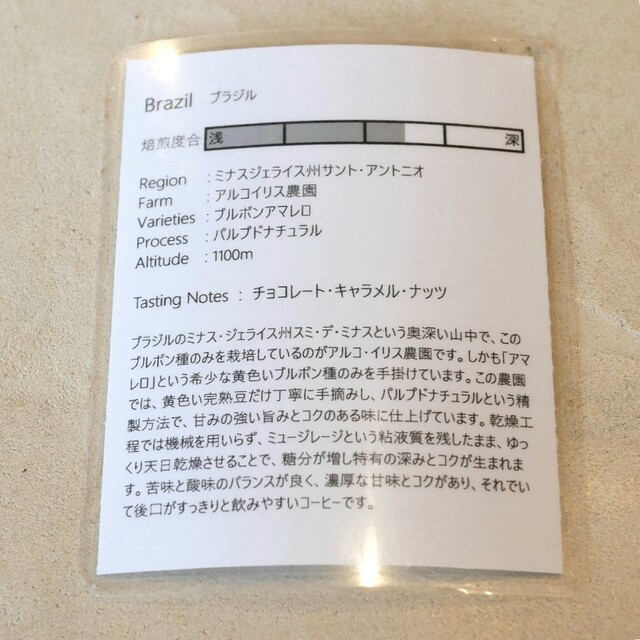 Brazil ブラジル
焙煎度合 浅 深
Region : ミナスジェライス州サント・アントニオ
Farm : アルコイリス農園
Varieties : ブルボンアマレロ
Process : パルプドナチュラル
Altitude : 1100m
Tasting Notes : チョコレート・キャラメル・ナッツ
ブラジルのミナス・ジェライス州スミ・デ・ミナスという奥深い山中で、この
ブルボン種のみを栽培しているのがアルコ・イリス農園です。しかも「アマ
レロ」という希少な黄色いブルボン種のみを手掛けています。この農園
では、黄色い完熟豆だけ丁寧に手摘みし、パルプドナチュラルという精
製方法で、甘みの強い旨みとコクのある味に仕上げています。乾燥工
程では機械を用いらず、ミュージレージという粘液質を残したまま、ゆっ
くり天日乾燥させることで、糖分が増し特有の深みとコクが生まれま
す。苦味と酸味のバランスが良く、濃厚な甘味とコクがあり、それでい
て後口がすっきりと飲みやすいコーヒーです。